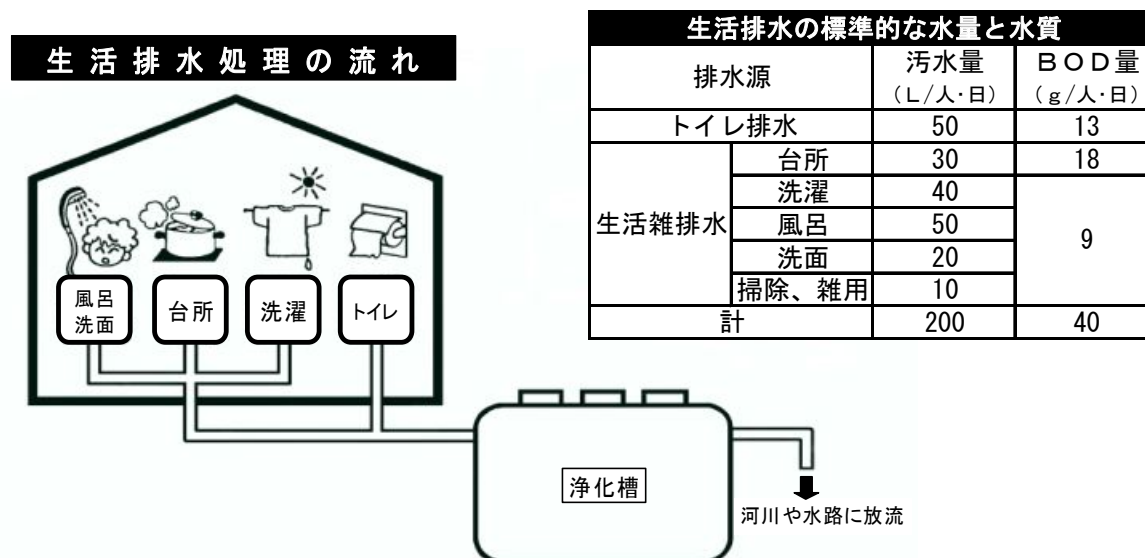 生活排水処理の流れ
風呂
洗面
台所
洗濯
トイレ
浄化槽
河川や水路に放流
生活排水の標準的な水量と水質
排水源 汚水量 BOD量
(L/人·日) (g/人·日)
トイレ排水 50 13
生活雑排水 台所 30 18
洗濯 40
風呂 50
洗面 20
9
掃除、雑用 10
計 200 40